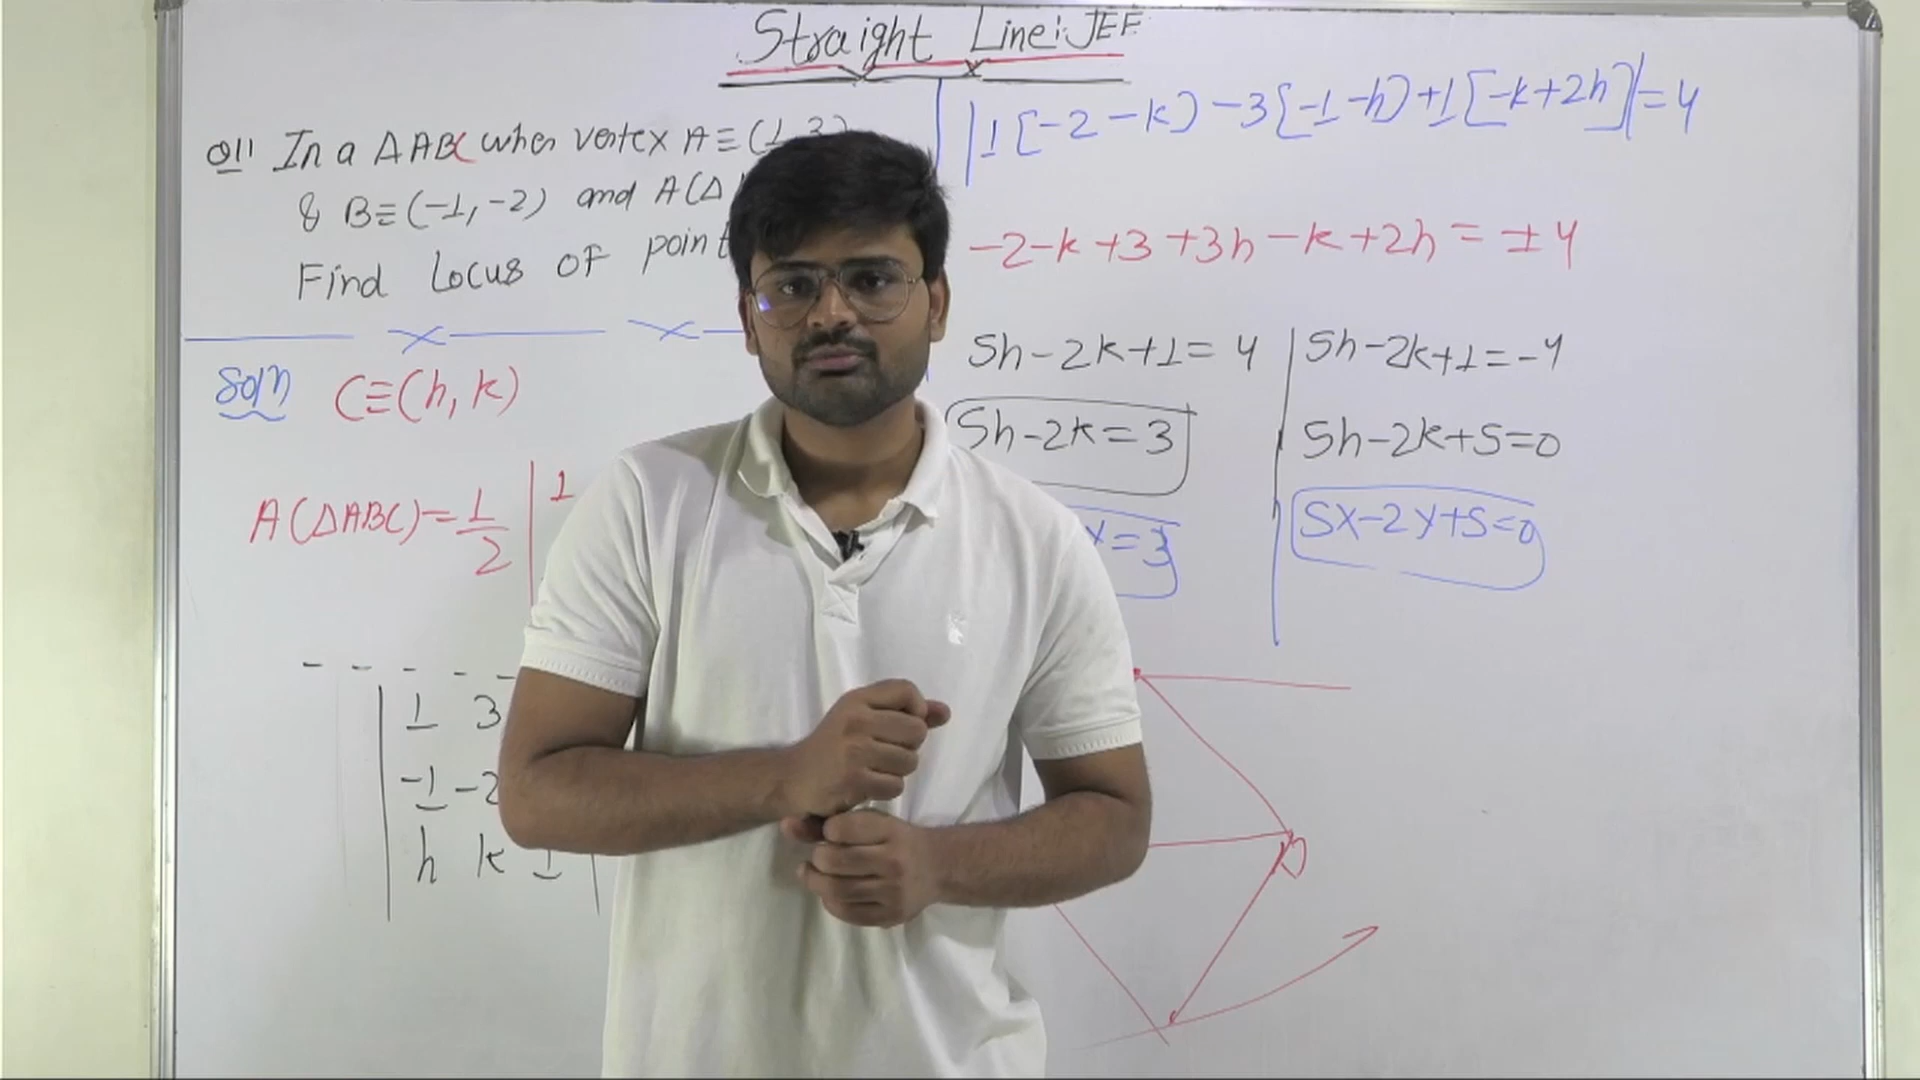 Straight Line: JEE
Q1) In a ΔABC when vertex A≡(1,3)
& B≡(-1,-2) and A(Δ
Find Locus of point
Soln C≡(h, k)
A(ΔABC)=1/2 | 1
1 3
-1 -2
h k 1
|1[-2-k)-3[-1-h)+1[-k+2h]|=4
-2-k+3+3h-k+2h=±4
5h-2k+1=4 | 5h-2k+1=-4
5h-2k=3 | 5h-2k+5=0
y=3 | 5x-2y+5=0